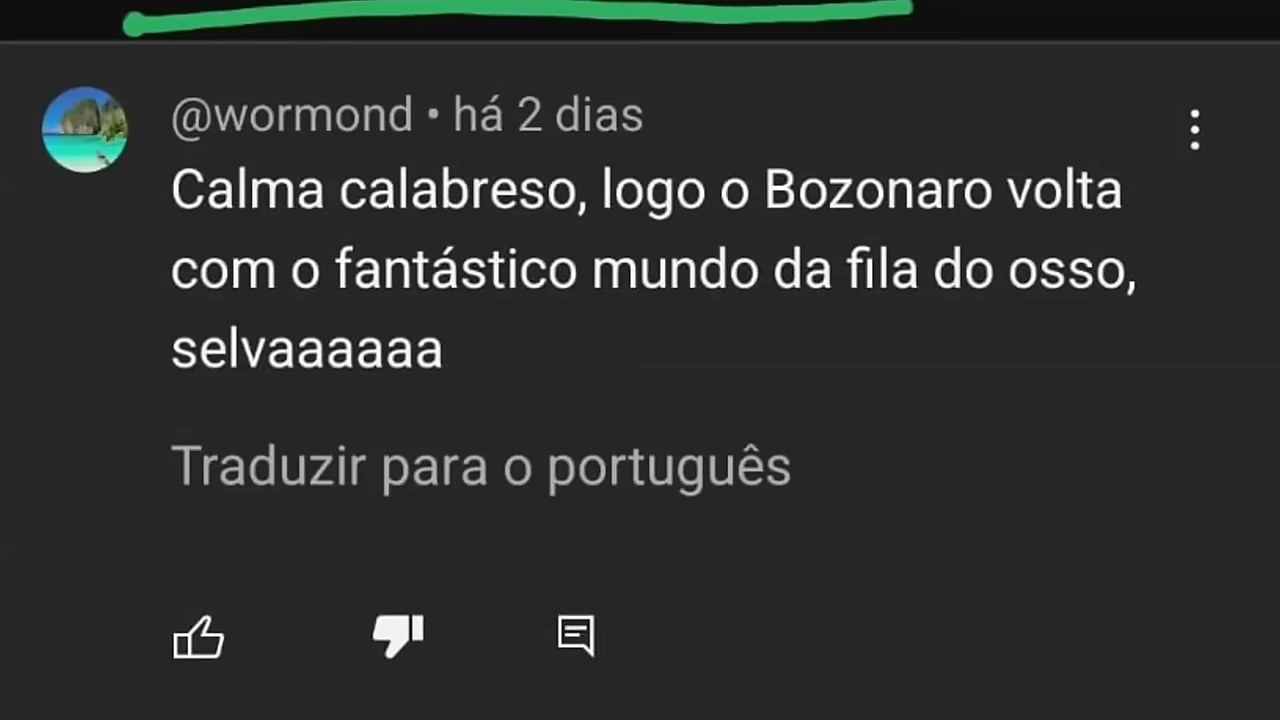 @wormond • há 2 dias
Calma calabreso, logo o Bozonaro volta
com o fantástico mundo da fila do osso,
selvaaaaaa
Traduzir para o português